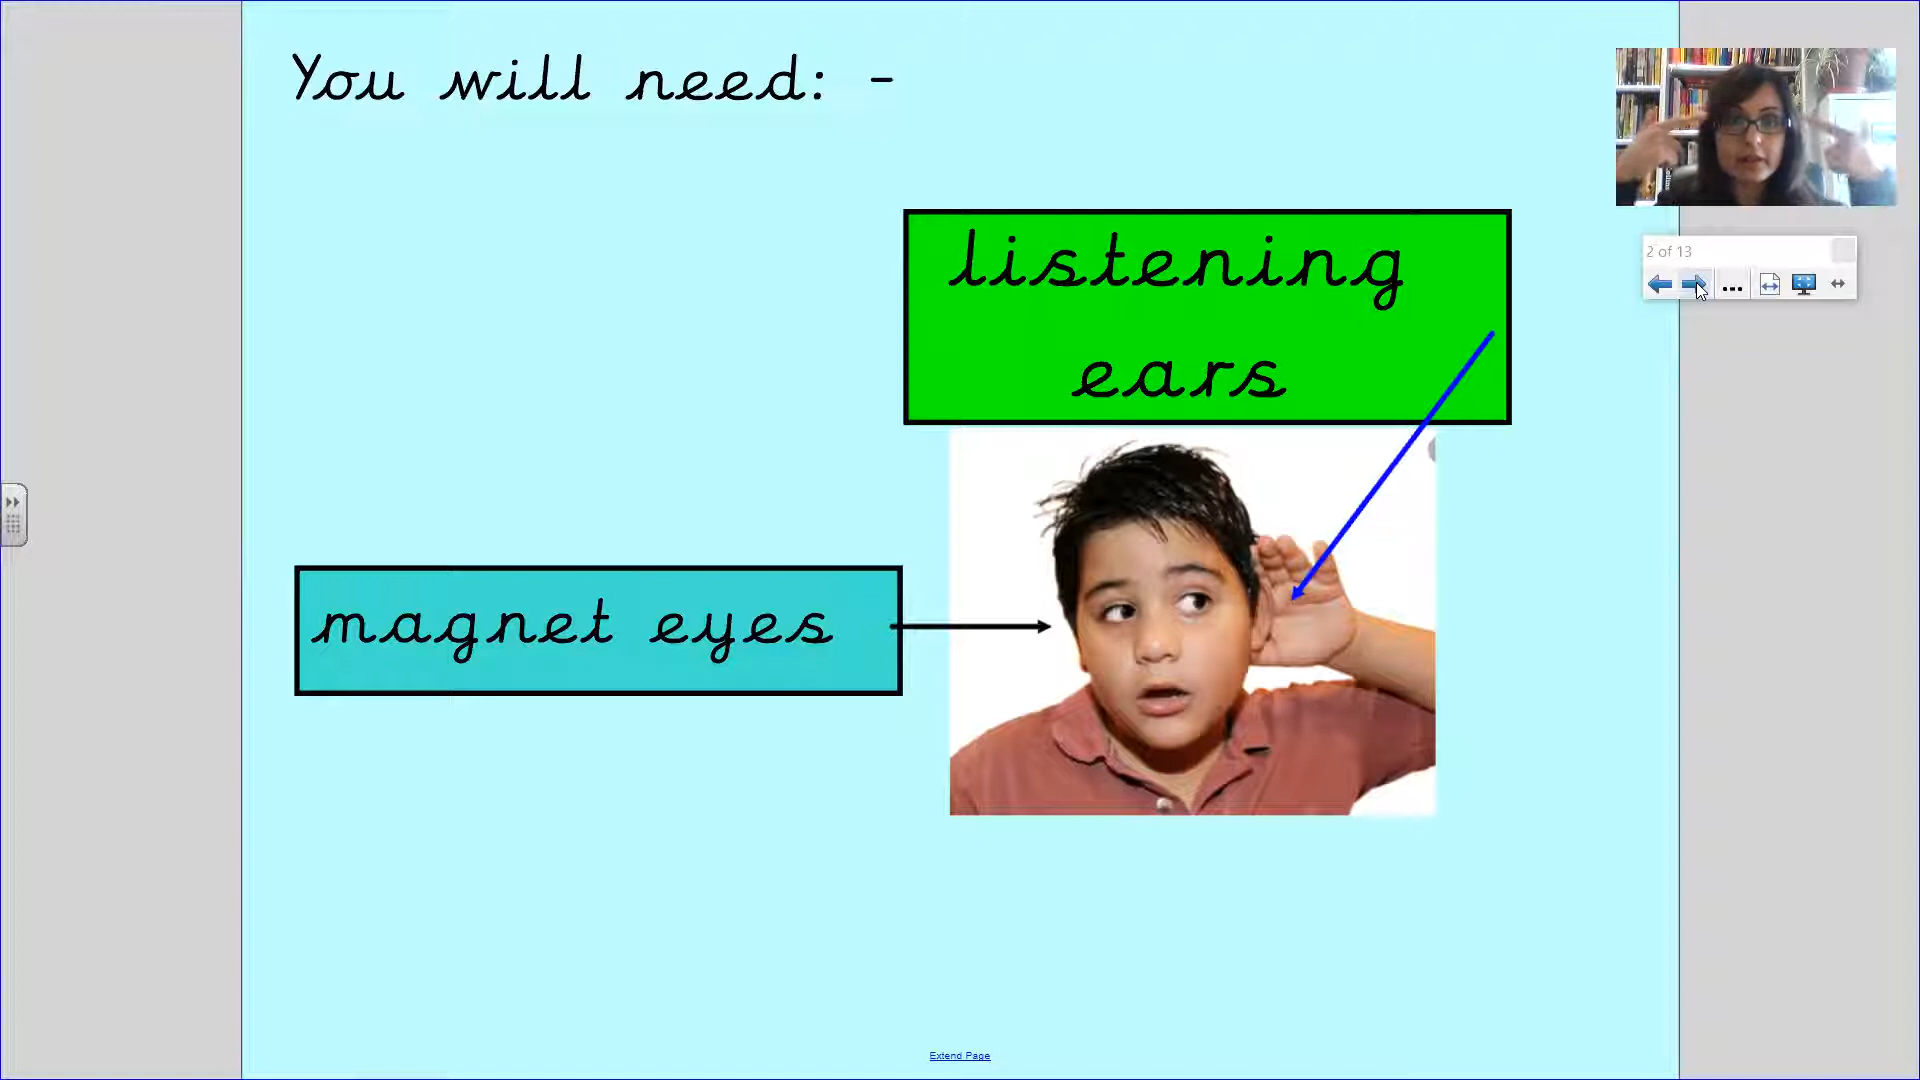 You will need: -
listening
ears
magnet eyes
2 of 13
...
Extend Page